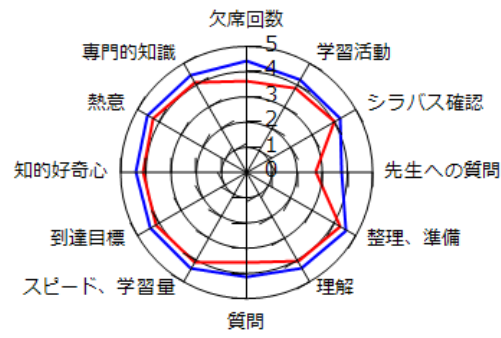 欠席回数
専門的知識
学習活動
熱意
シラバス確認
知的好奇心
先生への質問
到達目標
整理、準備
スピード、学習量
理解
質問
5
4
3
2
1
0